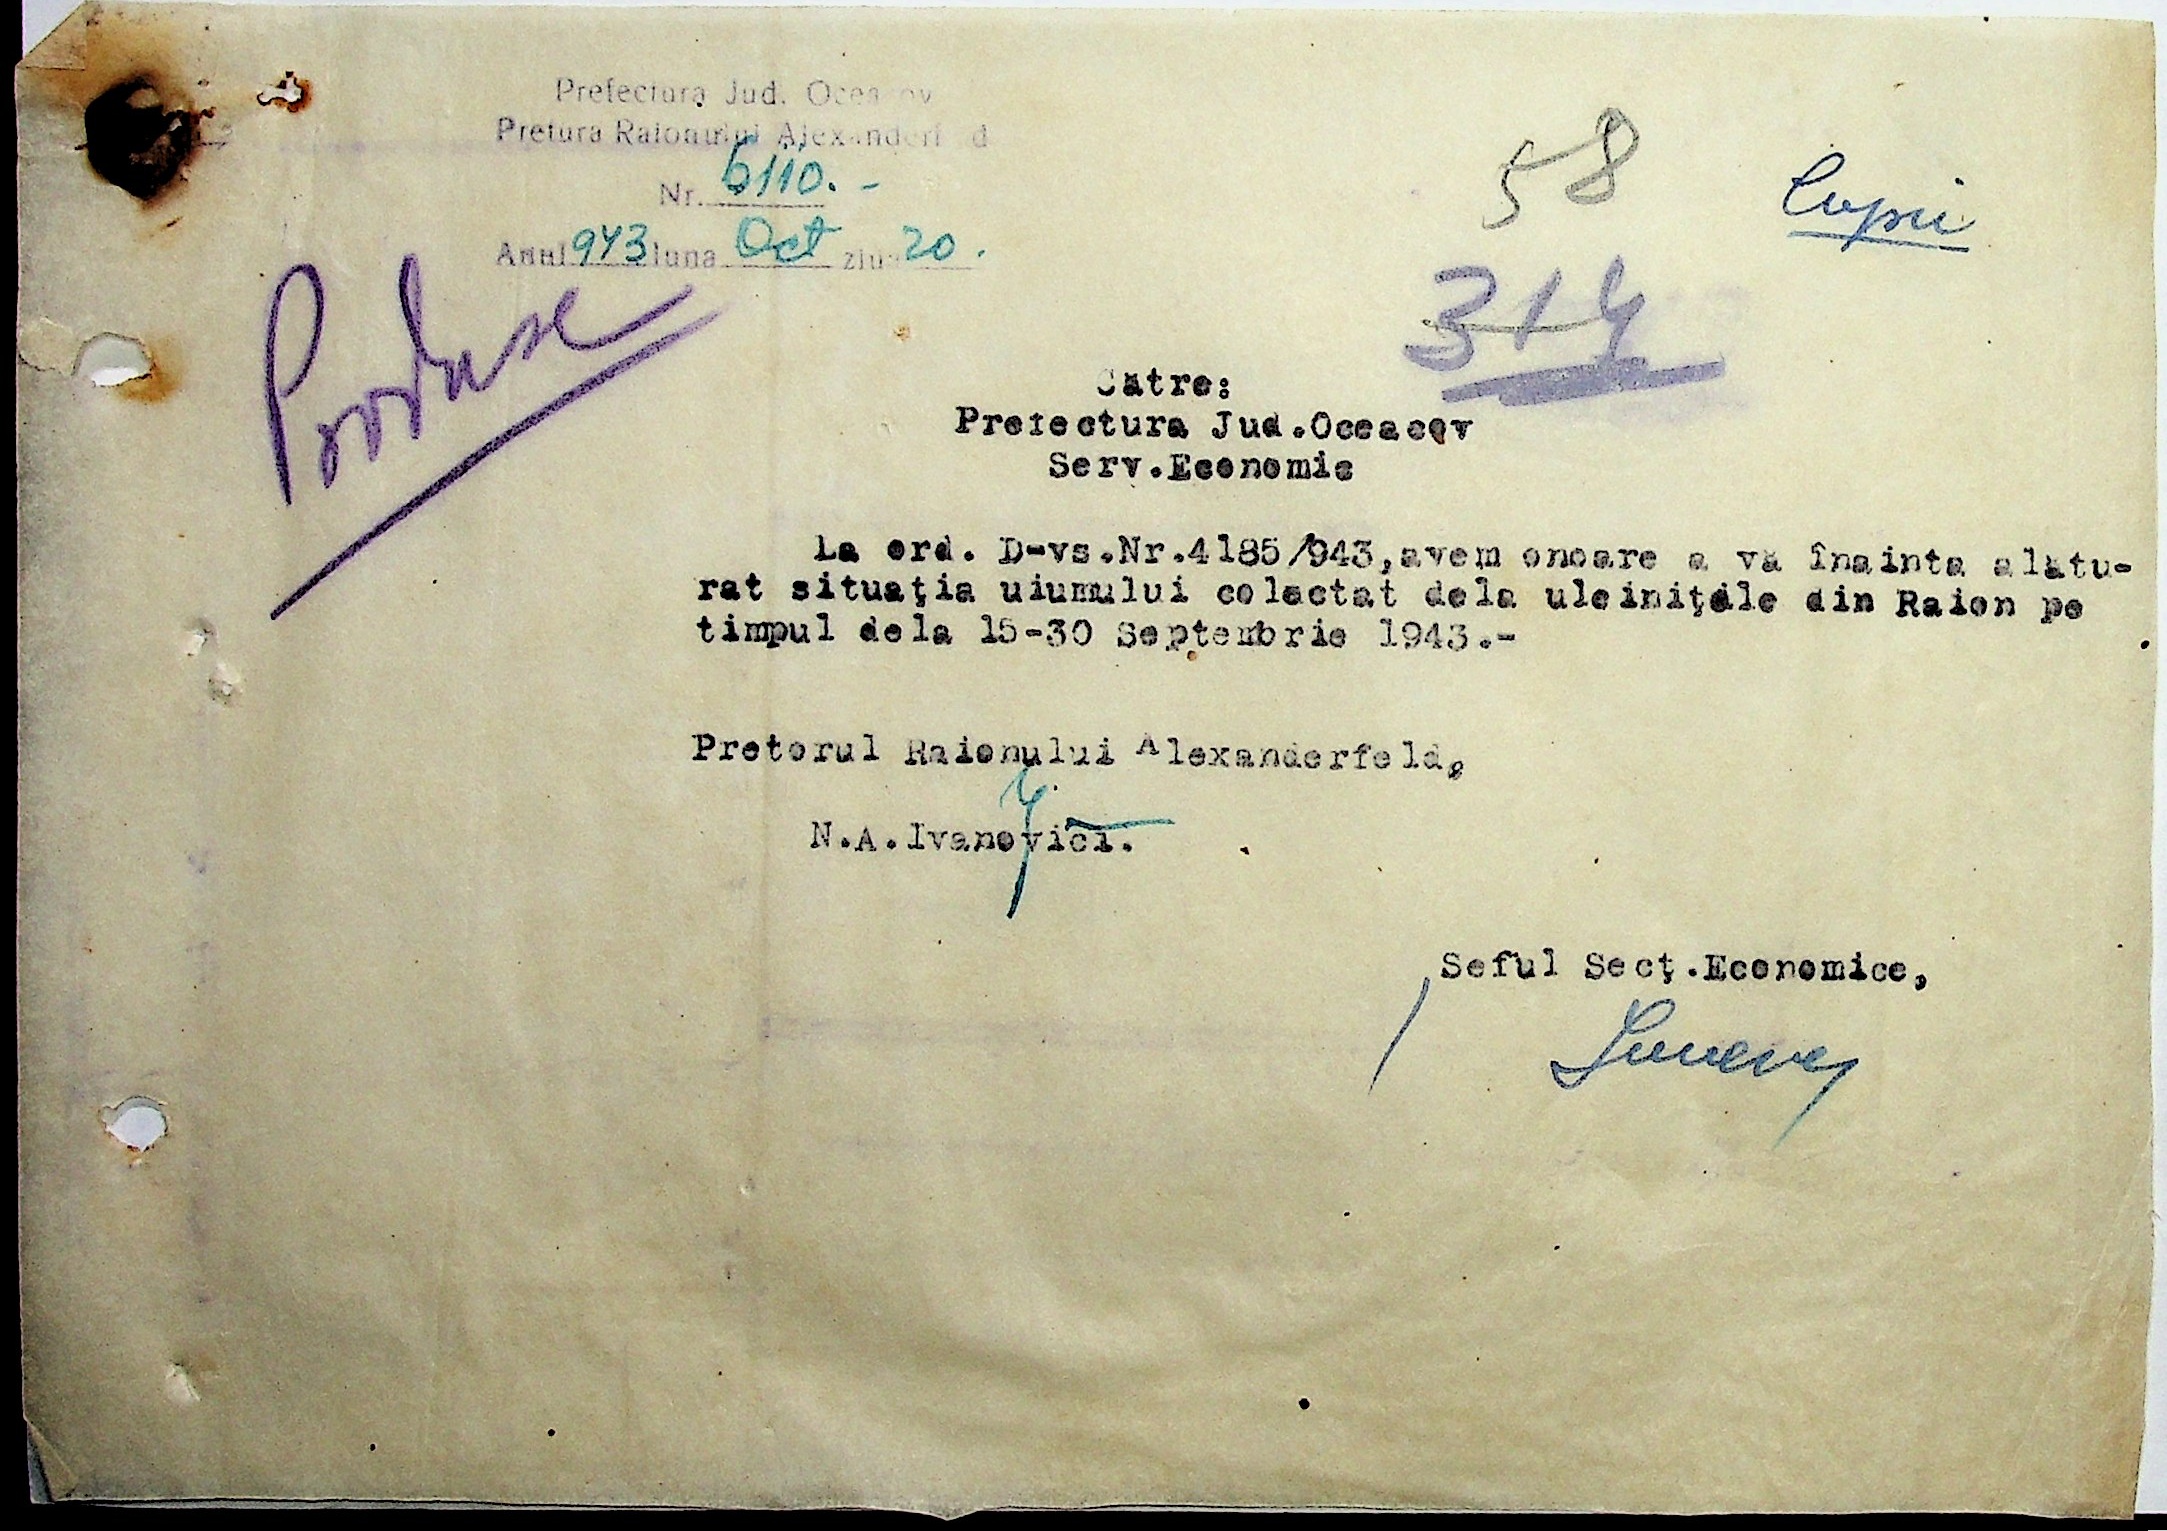 Prefectura Jud. Oceacov
Pretura Raionului Alexanderfeld
Nr. 6110.-
Anul 943 luna Oct ziua 20.
58
Copii
314
Produse
Către:
Prefectura Jud.Oceacov
Serv.Economic
La ord. D-vs.Nr.4185/943,avem onoare a vă înainta alătu-
rat situaţia uiumului colectat dela uleiniţele din Raion pe
timpul dela 15-30 Septembrie 1943.-
Pretorul Raionului Alexanderfeld,
N.A.Ivanovici.
Seful Secţ.Economice,